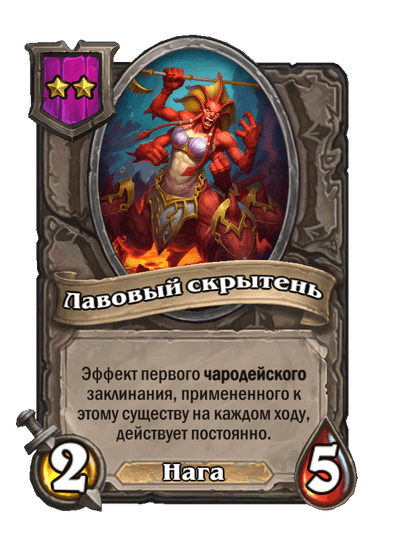 Лавовый скрытень
Эффект первого чародейского
заклинания, примененного к
этому существу на каждом ходу,
действует постоянно.
2
Нага
5